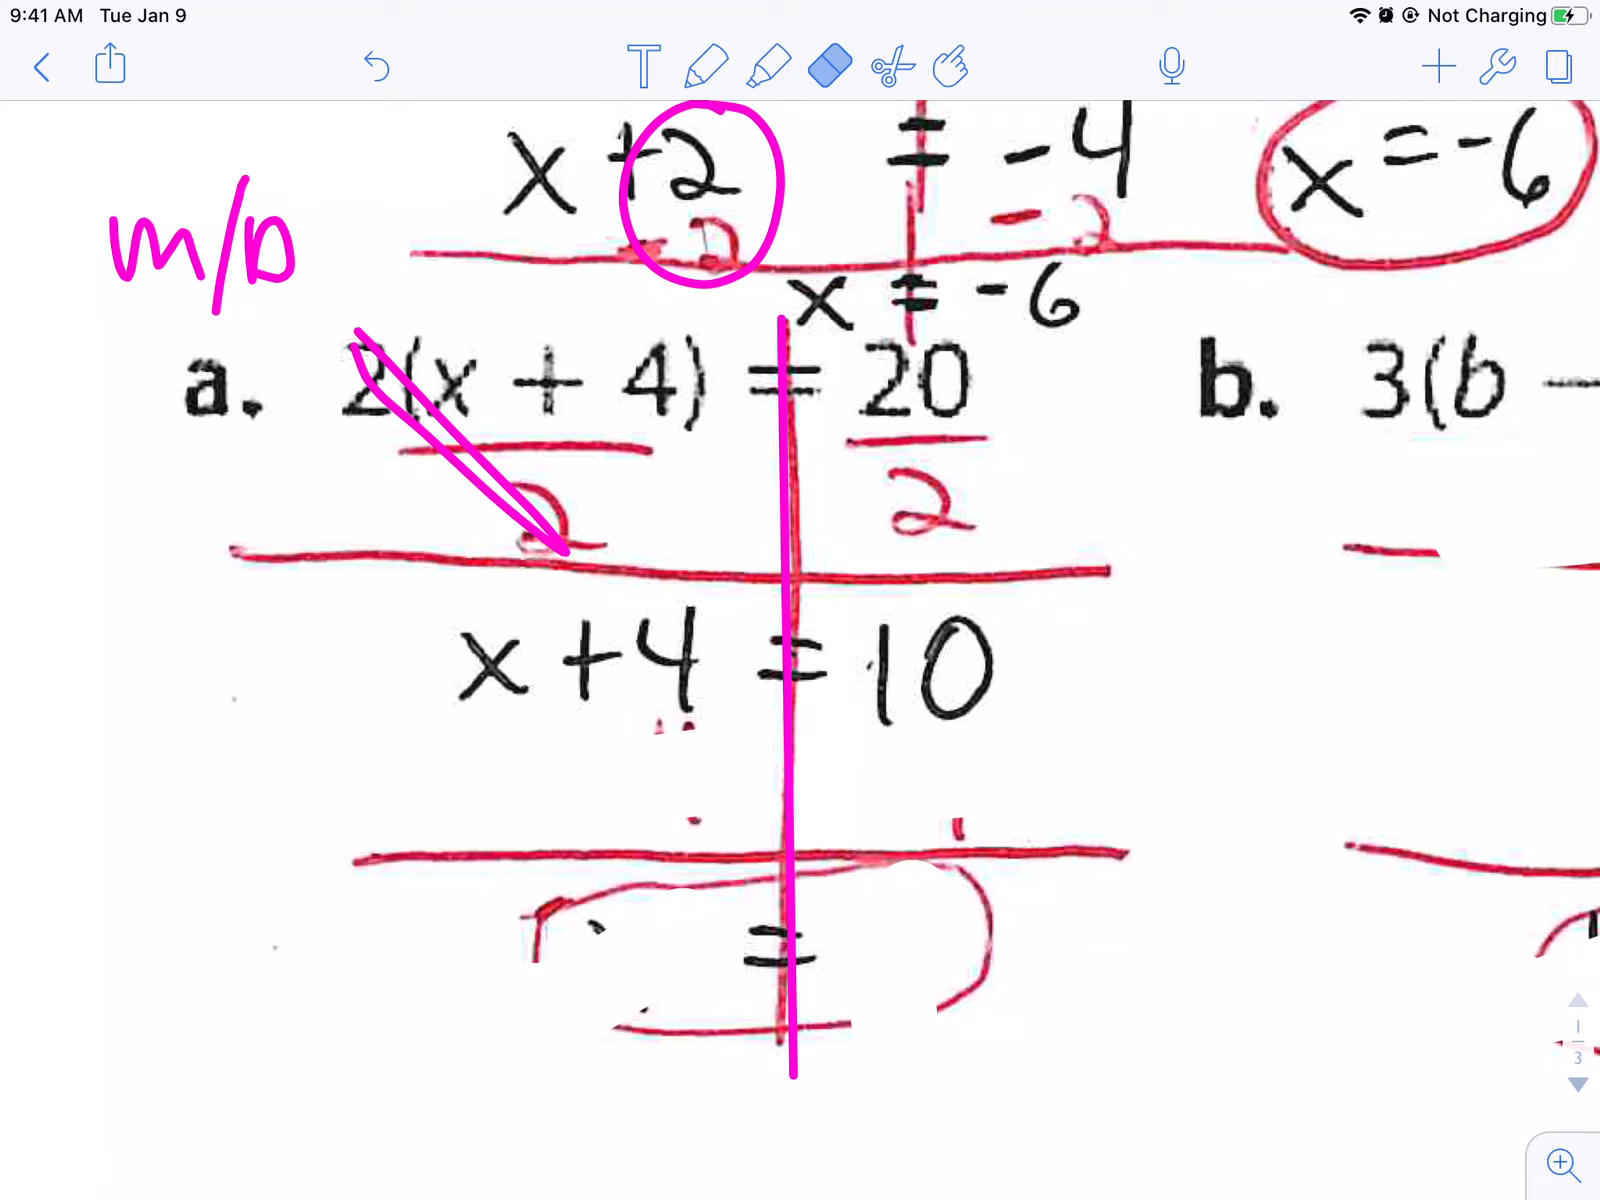 9:41 AM Tue Jan 9
Not Charging
x +2 = -4
x = -6
-2 -2
M/D
x = -6
a. 2(x + 4) = 20
b. 3(b –
2 2
x + 4 = 10
=
1
3